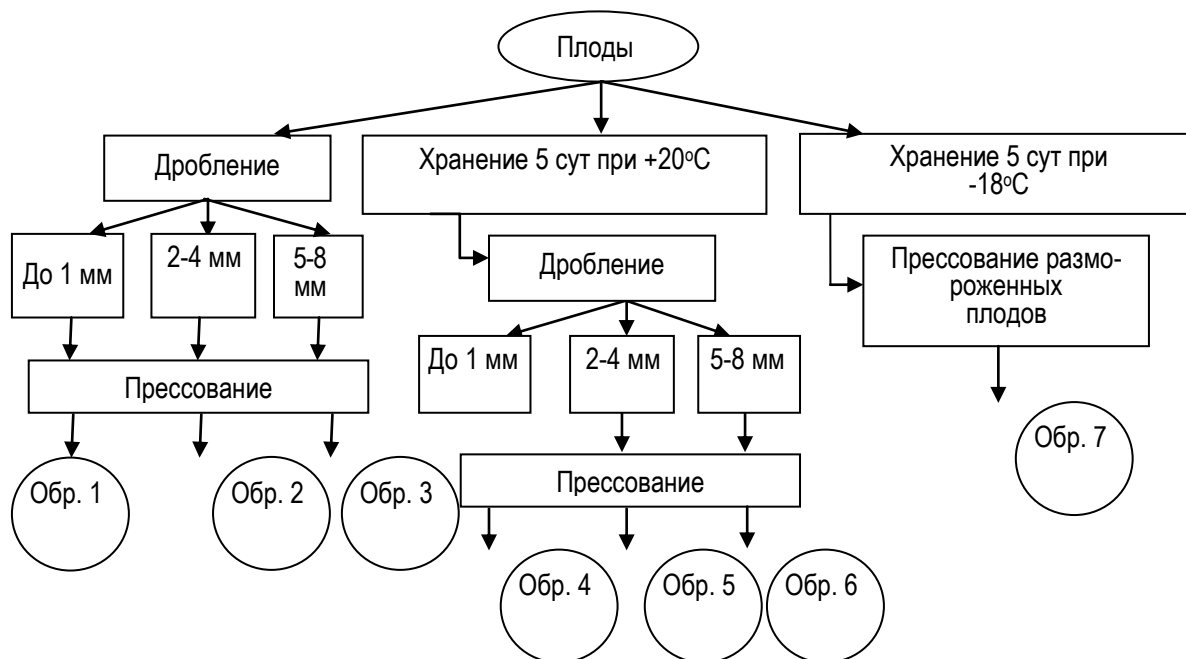 Плоды
Дробление
Хранение 5 сут при +20ºС
Хранение 5 сут при
-18ºС
До 1 мм
2-4 мм
5-8
мм
Дробление
Прессование размо-
роженных
плодов
До 1 мм
2-4 мм
5-8 мм
Прессование
Обр. 1
Обр. 2
Обр. 3
Прессование
Обр. 4
Обр. 5
Обр. 6
Обр. 7